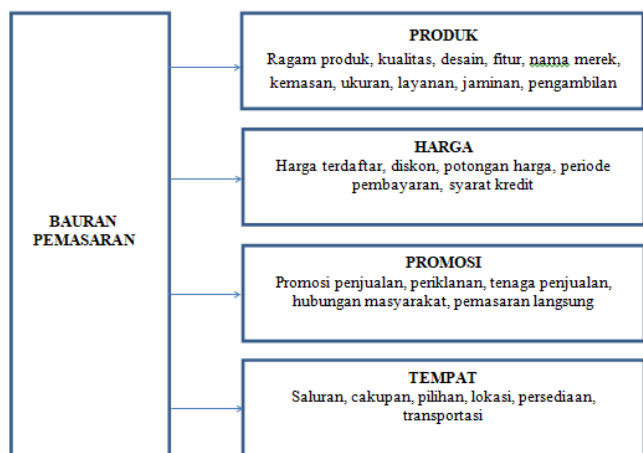 BAURAN
PEMASARAN
PRODUK
Ragam produk, kualitas, desain, fitur, nama merek,
kemasan, ukuran, layanan, jaminan, pengambilan
HARGA
Harga terdaftar, diskon, potongan harga, periode
pembayaran, syarat kredit
PROMOSI
Promosi penjualan, periklanan, tenaga penjualan,
hubungan masyarakat, pemasaran langsung
TEMPAT
Saluran, cakupan, pilihan, lokasi, persediaan,
transportasi